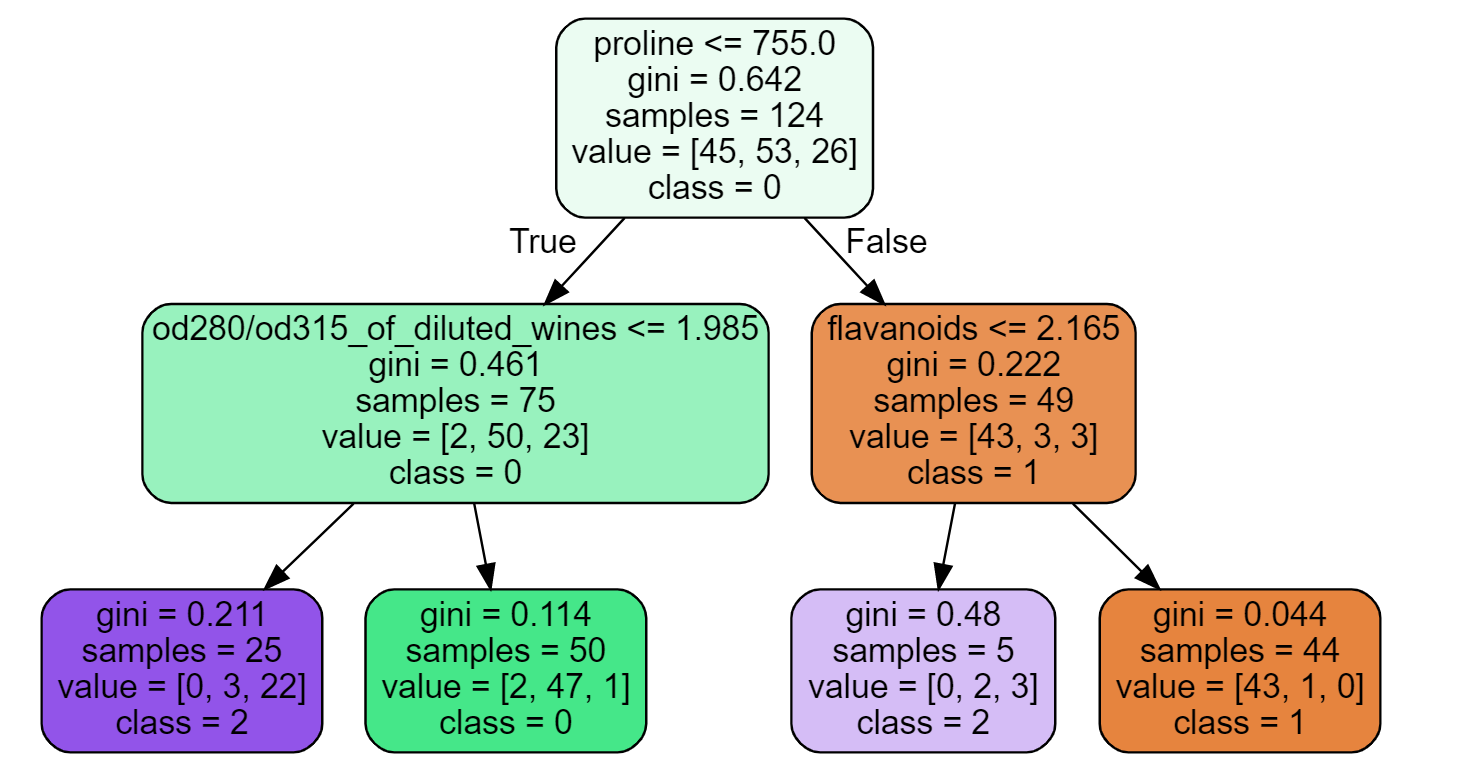 proline <= 755.0
gini = 0.642
samples = 124
value = [45, 53, 26]
class = 0
True
False
od280/od315_of_diluted_wines <= 1.985
gini = 0.461
samples = 75
value = [2, 50, 23]
class = 0
flavanoids <= 2.165
gini = 0.222
samples = 49
value = [43, 3, 3]
class = 1
gini = 0.211
samples = 25
value = [0, 3, 22]
class = 2
gini = 0.114
samples = 50
value = [2, 47, 1]
class = 0
gini = 0.48
samples = 5
value = [0, 2, 3]
class = 2
gini = 0.044
samples = 44
value = [43, 1, 0]
class = 1